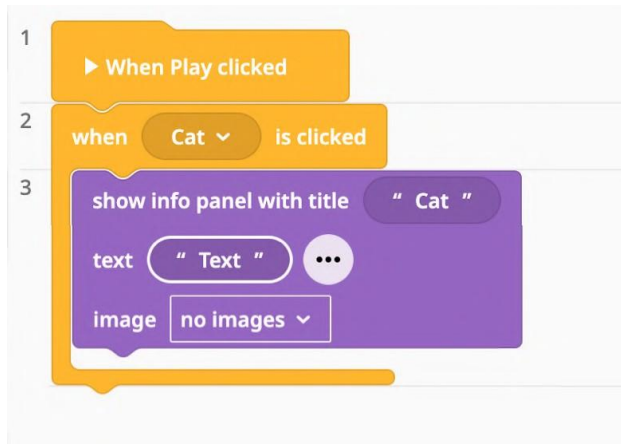 1
When Play clicked
2
when Cat is clicked
3
show info panel with title “ Cat ”
text “ Text ” •••
image no images